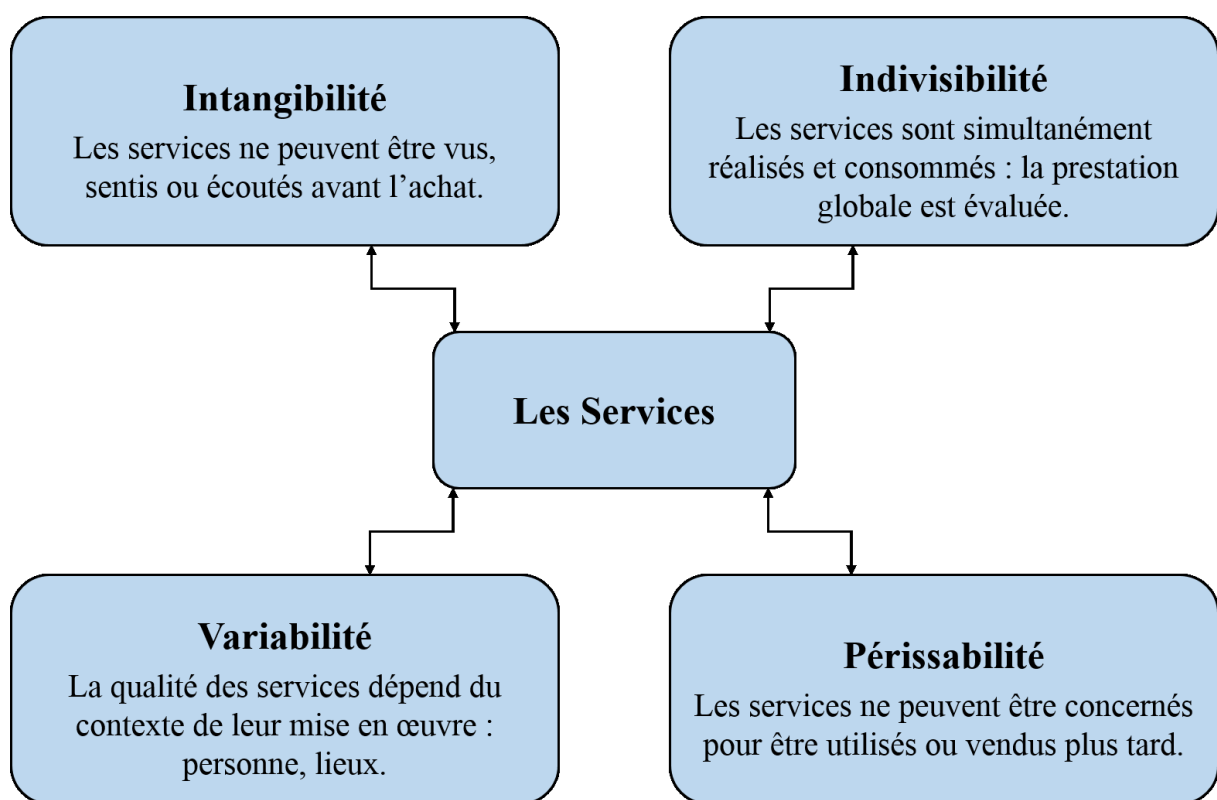 Intangibilité
Les services ne peuvent être vus,
sentis ou écoutés avant l’achat.
Indivisibilité
Les services sont simultanément
réalisés et consommés : la prestation
globale est évaluée.
Les Services
Variabilité
La qualité des services dépend du
contexte de leur mise en œuvre :
personne, lieux.
Périssabilité
Les services ne peuvent être concernés
pour être utilisés ou vendus plus tard.